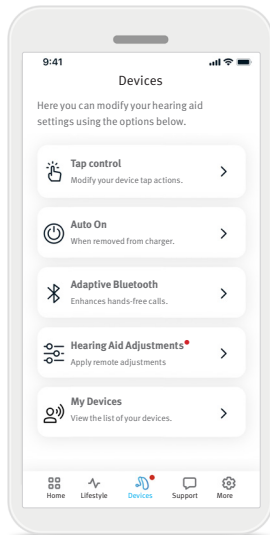 9:41
Devices
Here you can modify your hearing aid
settings using the options below.
Tap control
Modify your device tap actions.
Auto On
When removed from charger.
Adaptive Bluetooth
Enhances hands-free calls.
Hearing Aid Adjustments
Apply remote adjustments
My Devices
View the list of your devices.
Home Lifestyle Devices Support More